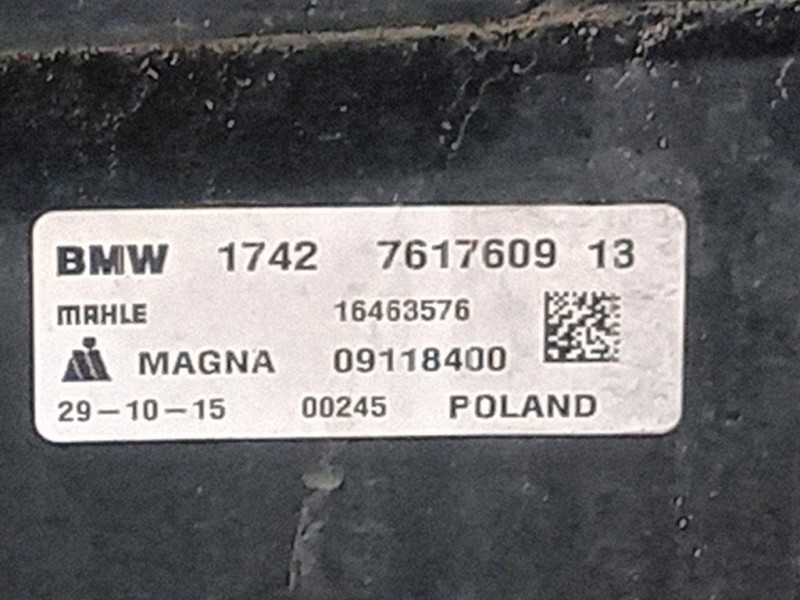 BMW 1742 7617609 13
MAHLE 16463576
MAGNA 09118400
29-10-15 00245 POLAND